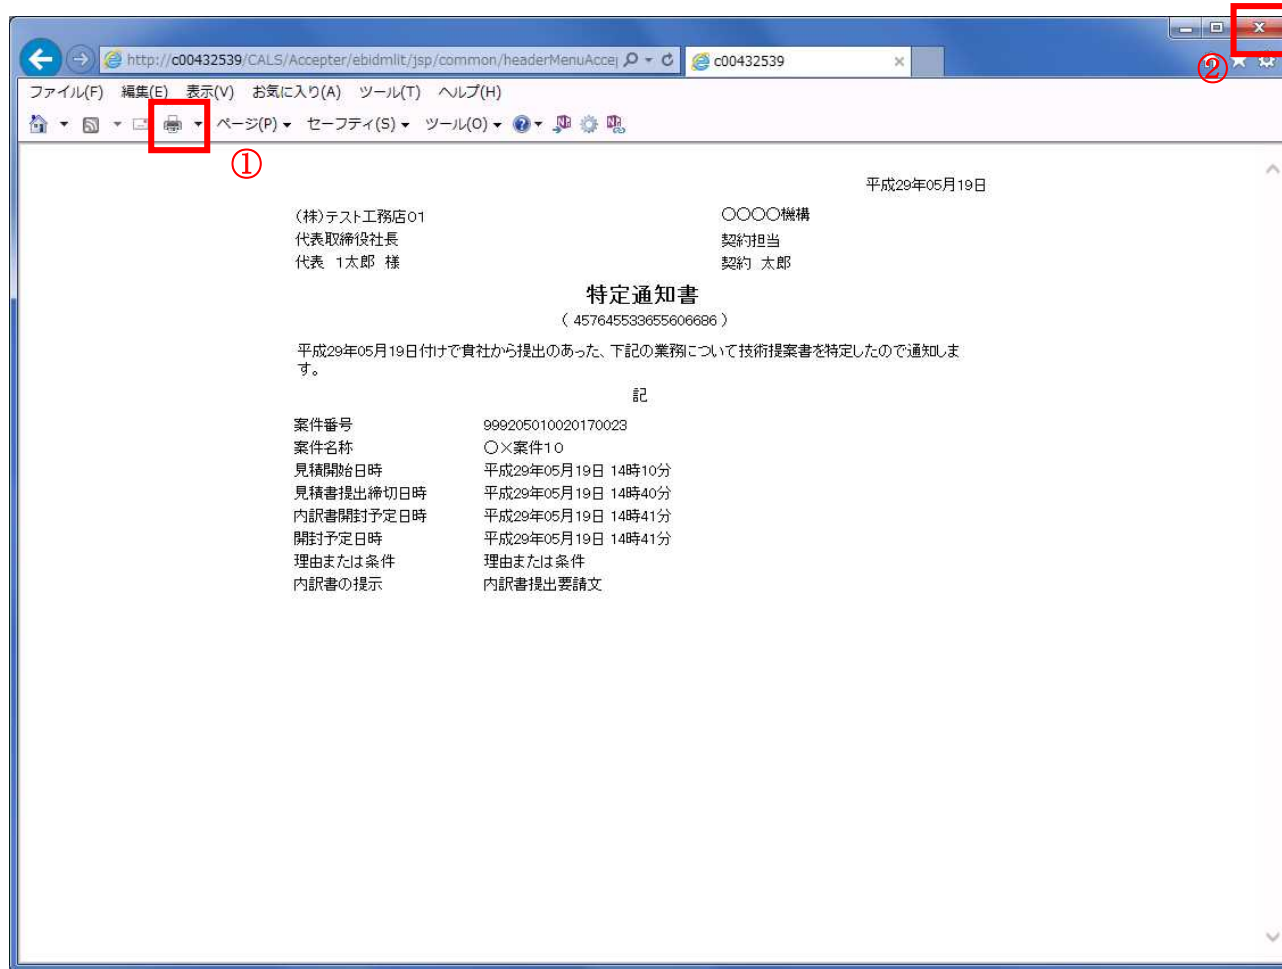 http://c00432539/CALS/Accepter/ebidmlit/jsp/common/headerMenuAccep
c00432539
②
ファイル(F) 編集(E) 表示(V) お気に入り(A) ツール(T) ヘルプ(H)
ページ(P) セーフティ(S) ツール(O)
①
平成29年05月19日
(株)テスト工務店01
○○○○機構
代表取締役社長
契約担当
代表 1太郎 様
契約 太郎
特定通知書
( 457645533655606686 )
平成29年05月19日付けで貴社から提出のあった、下記の業務について技術提案書を特定したので通知しま
す。
記
案件番号 999205010020170023
案件名称 ○×案件10
見積開始日時 平成29年05月19日 14時10分
見積書提出締切日時 平成29年05月19日 14時40分
内訳書開封予定日時 平成29年05月19日 14時41分
開封予定日時 平成29年05月19日 14時41分
理由または条件 理由または条件
内訳書の提示 内訳書提出要請文